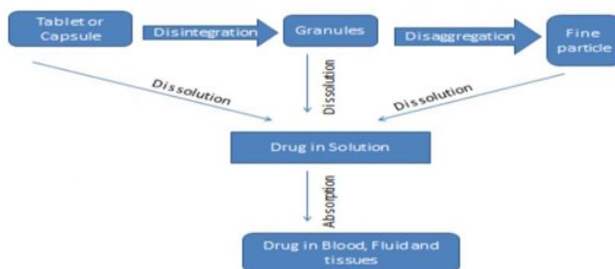 Tablet or
Capsule
Disintegration
Granules
Disaggregation
Fine
particle
Dissolution
Dissolution
Dissolution
Drug in Solution
Absorption
Drug in Blood, Fluid and
tissues